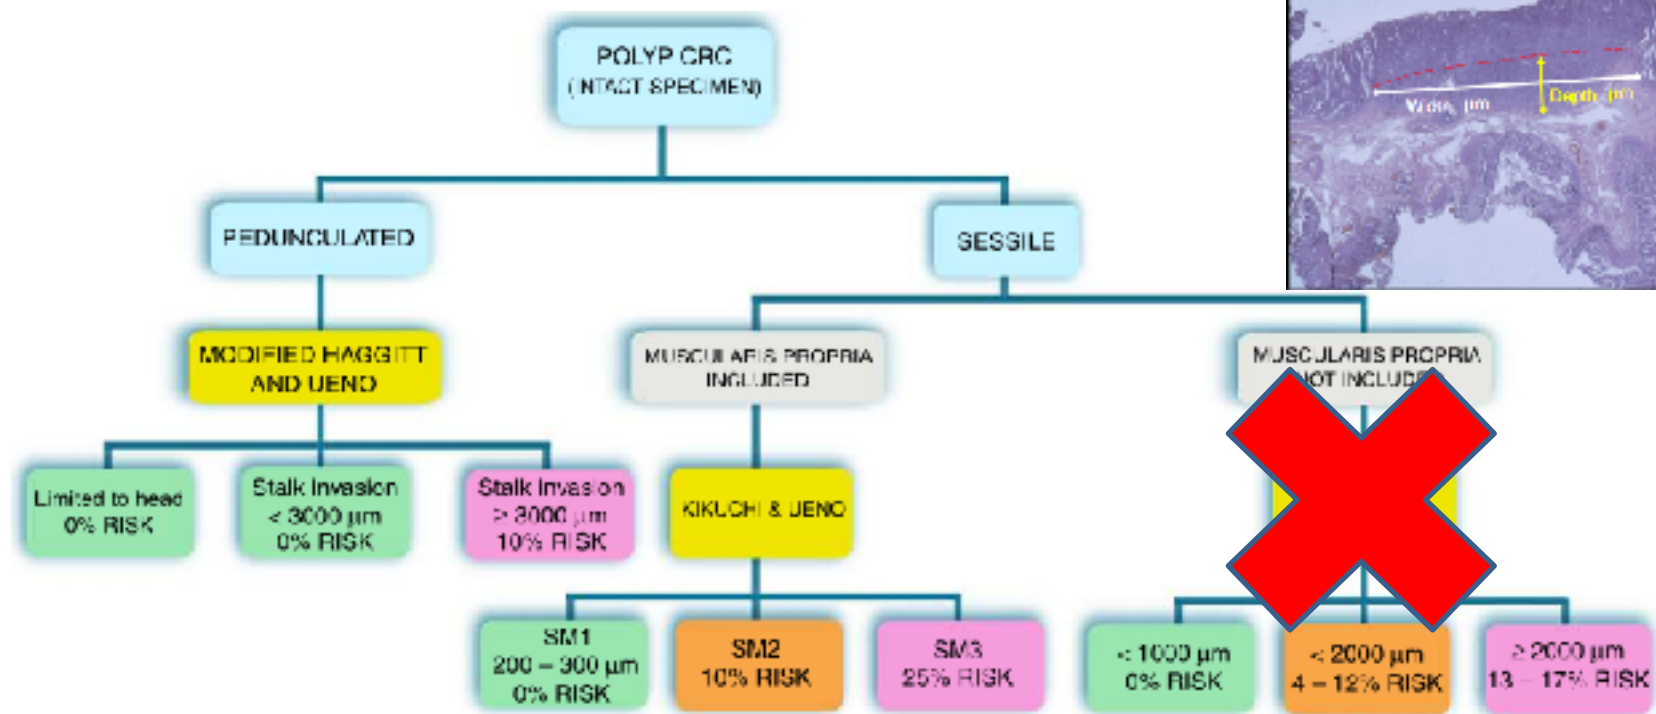 POLYP CRC
(INTACT SPECIMEN)
Width μm
Depth μm
PEDUNCULATED
SESSILE
MODIFIED HAGGITT
AND UENO
MUSCULARIS PROPRIA
INCLUDED
MUSCULARIS PROPRIA
NOT INCLUDED
Limited to head
0% RISK
Stalk Invasion
< 3000 μm
0% RISK
Stalk Invasion
≥ 3000 μm
10% RISK
KIKUCHI & UENO
SM1
200 – 300 μm
0% RISK
SM2
10% RISK
SM3
25% RISK
< 1000 μm
0% RISK
< 2000 μm
4 – 12% RISK
≥ 2000 μm
13 – 17% RISK